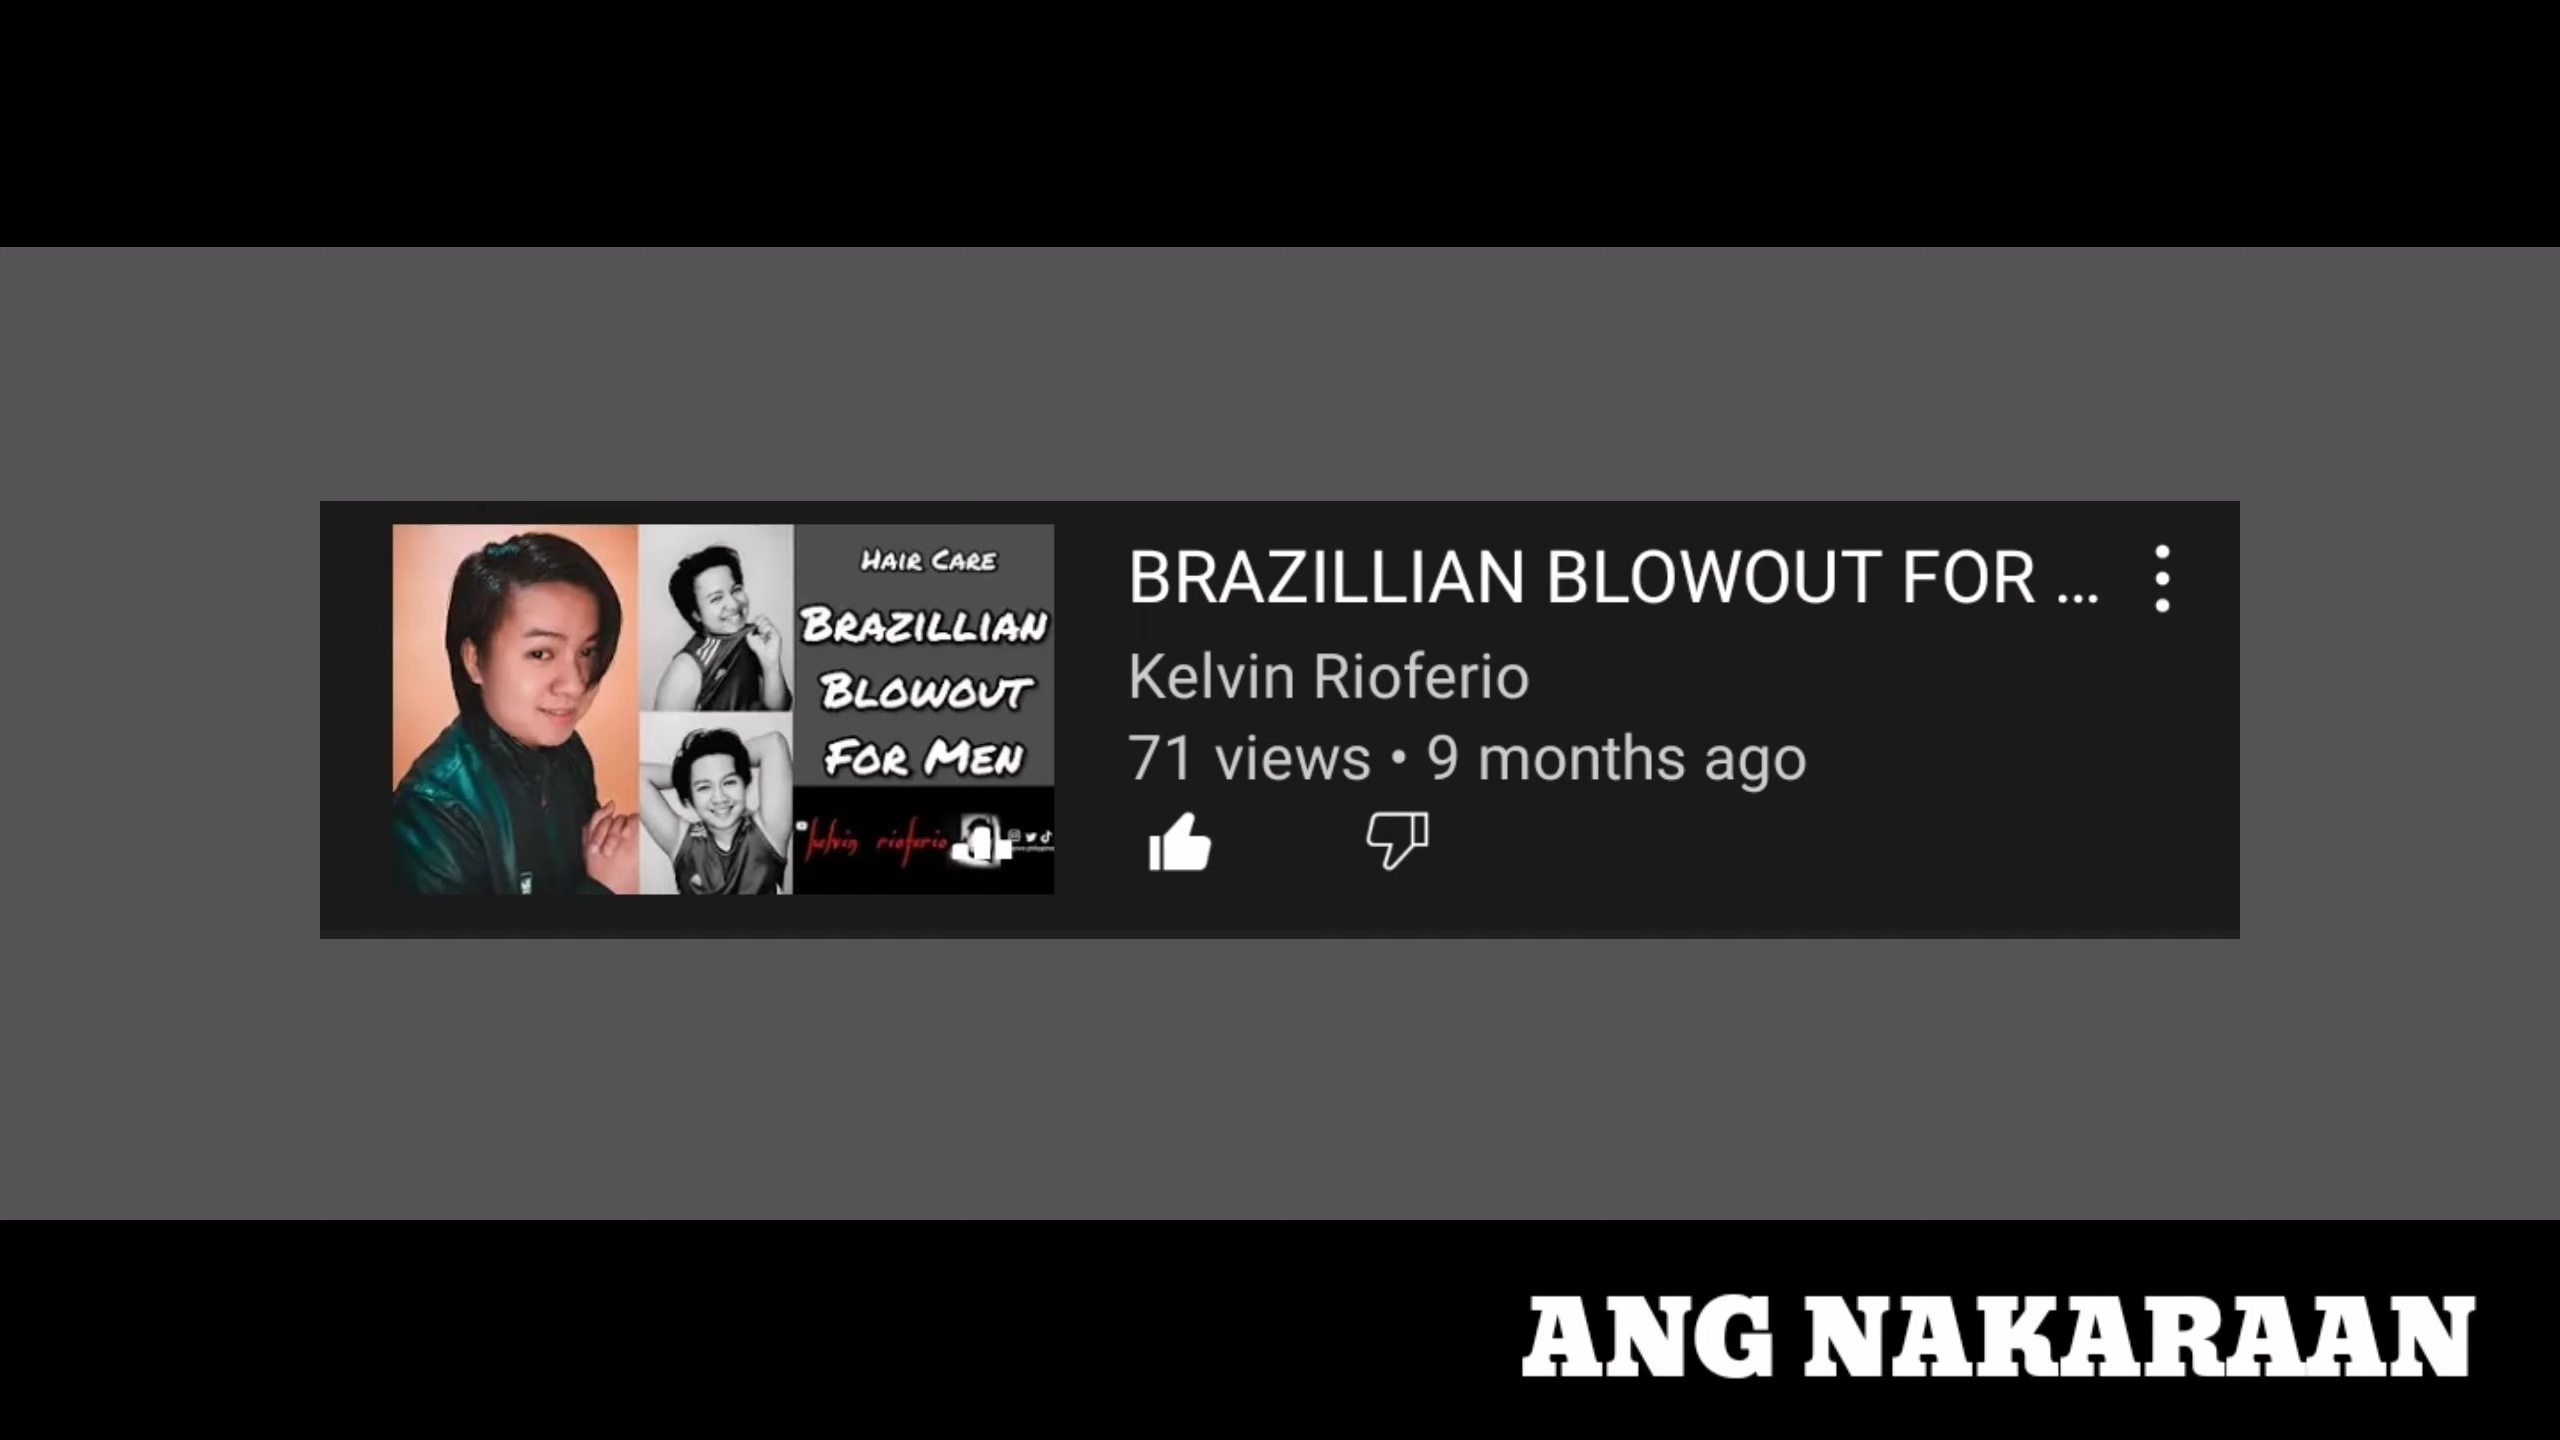 HAIR CARE
BRAZILLIAN
BLOWOUT
FOR MEN
kelvin rioferio
BRAZILLIAN BLOWOUT FOR ...
Kelvin Rioferio
71 views • 9 months ago
ANG NAKARAAN